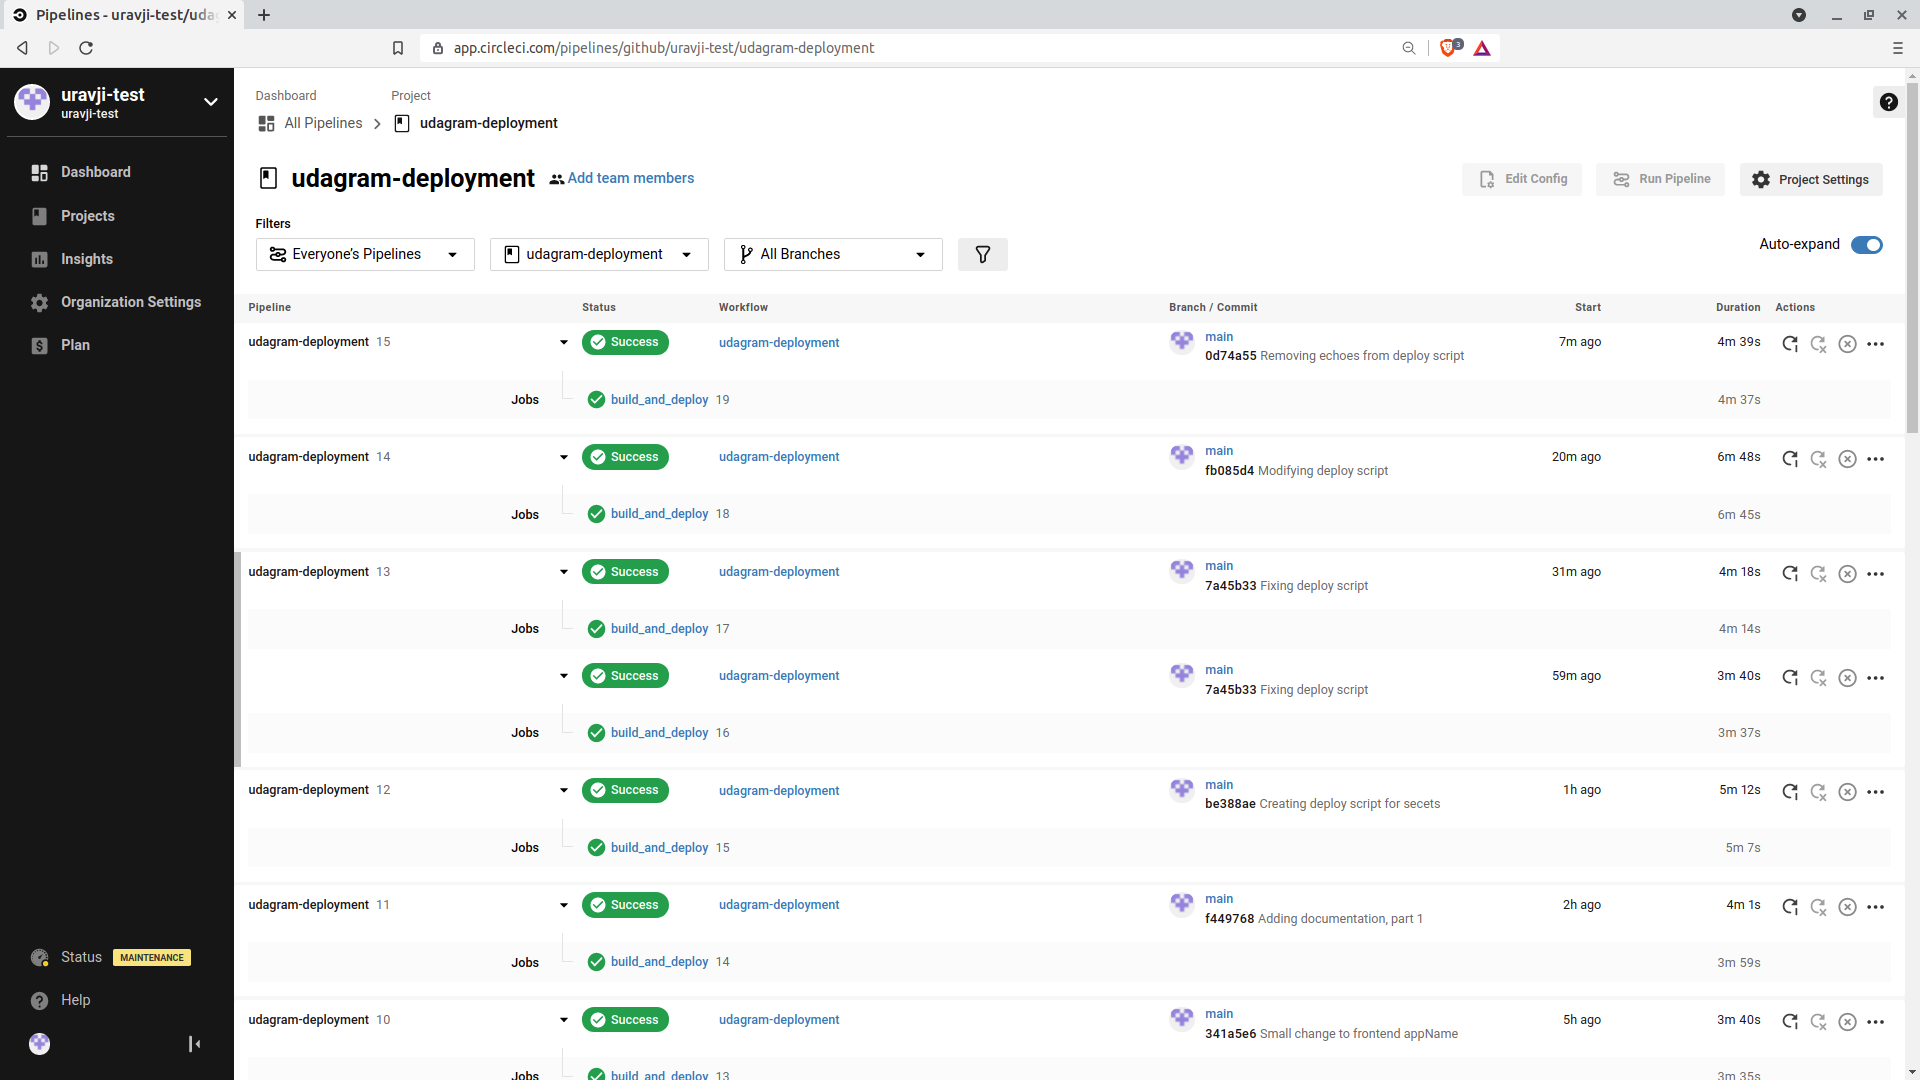 Pipelines - uravji-test/udag
app.circleci.com/pipelines/github/uravji-test/udagram-deployment
3
uravji-test
uravji-test
Dashboard
Projects
Insights
Organization Settings
Plan
Status MAINTENANCE
Help
Dashboard Project
All Pipelines udagram-deployment
udagram-deployment Add team members
Edit Config Run Pipeline Project Settings
Filters
Everyone's Pipelines udagram-deployment All Branches
Auto-expand
Pipeline Status Workflow Branch / Commit Start Duration Actions
udagram-deployment 15 Success udagram-deployment main 7m ago 4m 39s
0d74a55 Removing echoes from deploy script
Jobs build_and_deploy 19 4m 37s
udagram-deployment 14 Success udagram-deployment main 20m ago 6m 48s
fb085d4 Modifying deploy script
Jobs build_and_deploy 18 6m 45s
udagram-deployment 13 Success udagram-deployment main 31m ago 4m 18s
7a45b33 Fixing deploy script
Jobs build_and_deploy 17 4m 14s
Success udagram-deployment main 59m ago 3m 40s
7a45b33 Fixing deploy script
Jobs build_and_deploy 16 3m 37s
udagram-deployment 12 Success udagram-deployment main 1h ago 5m 12s
be388ae Creating deploy script for secets
Jobs build_and_deploy 15 5m 7s
udagram-deployment 11 Success udagram-deployment main 2h ago 4m 1s
f449768 Adding documentation, part 1
Jobs build_and_deploy 14 3m 59s
udagram-deployment 10 Success udagram-deployment main 5h ago 3m 40s
341a5e6 Small change to frontend appName
Jobs build_and_deploy 13 3m 35s